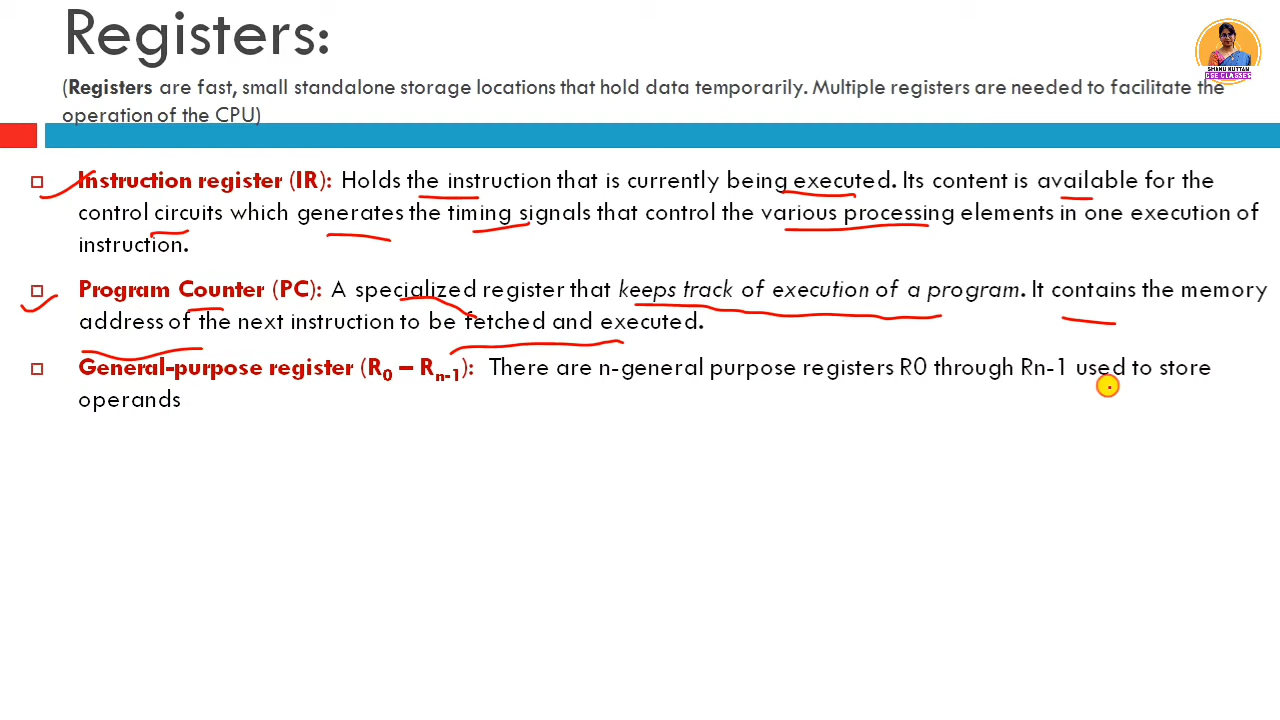 Registers:
(Registers are fast, small standalone storage locations that hold data temporarily. Multiple registers are needed to facilitate the
operation of the CPU)
SHANU KUTTAN
CSE CLASSES
Instruction register (IR): Holds the instruction that is currently being executed. Its content is available for the
control circuits which generates the timing signals that control the various processing elements in one execution of
instruction.
Program Counter (PC): A specialized register that keeps track of execution of a program. It contains the memory
address of the next instruction to be fetched and executed.
General-purpose register (R0 – Rn-1): There are n-general purpose registers R0 through Rn-1 used to store
operands